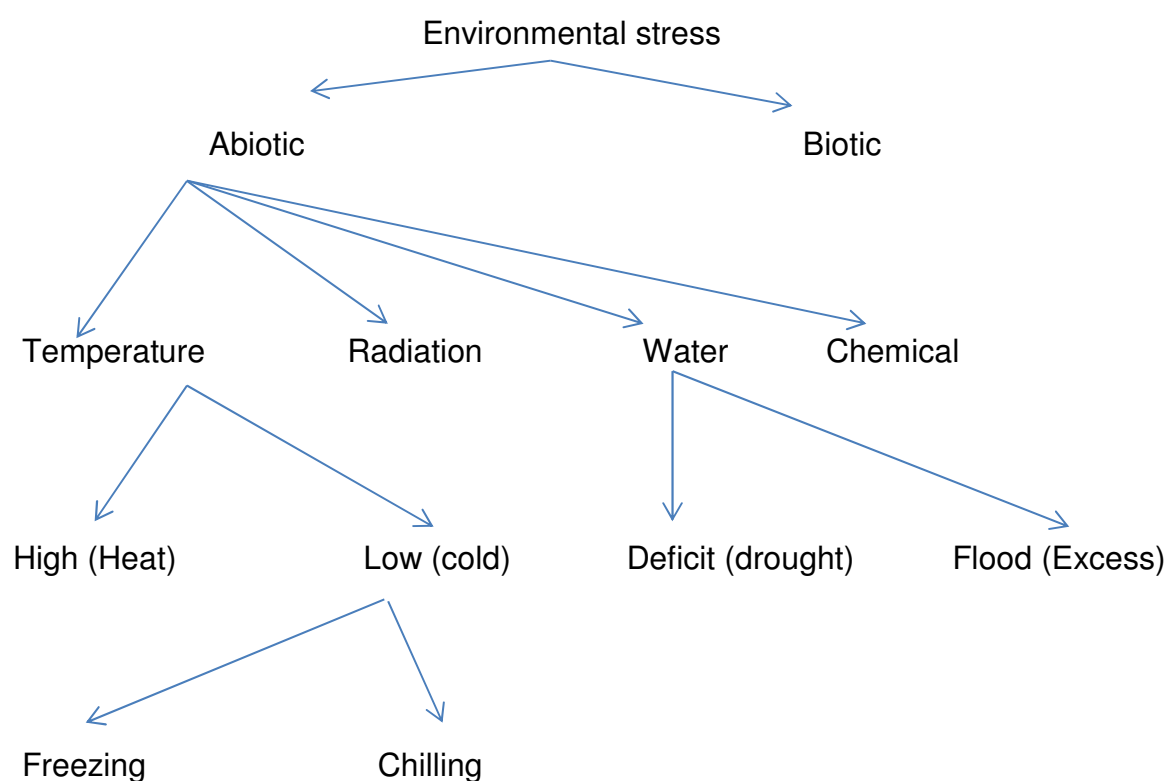 Environmental stress
Abiotic Biotic
Temperature Radiation Water Chemical
High (Heat) Low (cold) Deficit (drought) Flood (Excess)
Freezing Chilling